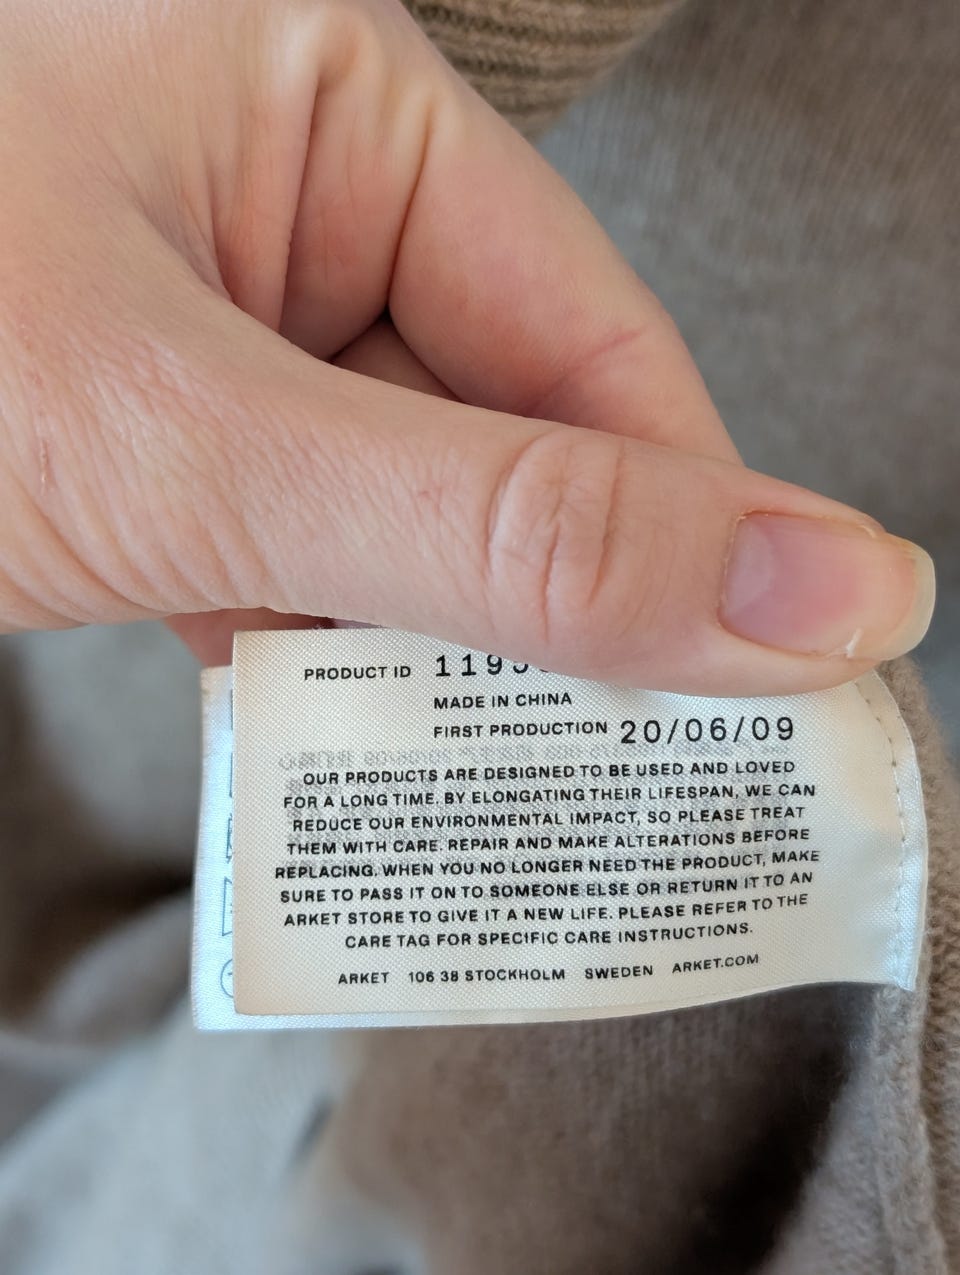 PRODUCT ID 1195
MADE IN CHINA
FIRST PRODUCTION 20/06/09
OUR PRODUCTS ARE DESIGNED TO BE USED AND LOVED
FOR A LONG TIME. BY ELONGATING THEIR LIFESPAN, WE CAN
REDUCE OUR ENVIRONMENTAL IMPACT, SO PLEASE TREAT
THEM WITH CARE. REPAIR AND MAKE ALTERATIONS BEFORE
REPLACING. WHEN YOU NO LONGER NEED THE PRODUCT, MAKE
SURE TO PASS IT ON TO SOMEONE ELSE OR RETURN IT TO AN
ARKET STORE TO GIVE IT A NEW LIFE. PLEASE REFER TO THE
CARE TAG FOR SPECIFIC CARE INSTRUCTIONS.
ARKET 106 38 STOCKHOLM SWEDEN ARKET.COM